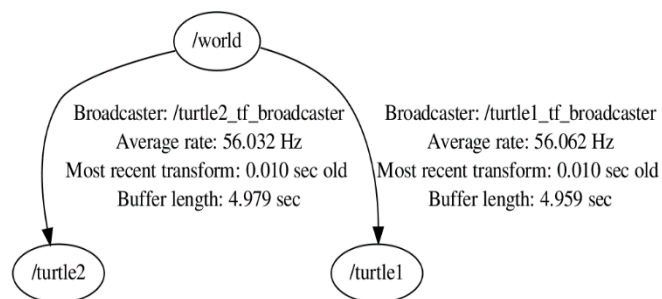 /world
Broadcaster: /turtle2_tf_broadcaster
Average rate: 56.032 Hz
Most recent transform: 0.010 sec old
Buffer length: 4.979 sec
Broadcaster: /turtle1_tf_broadcaster
Average rate: 56.062 Hz
Most recent transform: 0.010 sec old
Buffer length: 4.959 sec
/turtle2
/turtle1